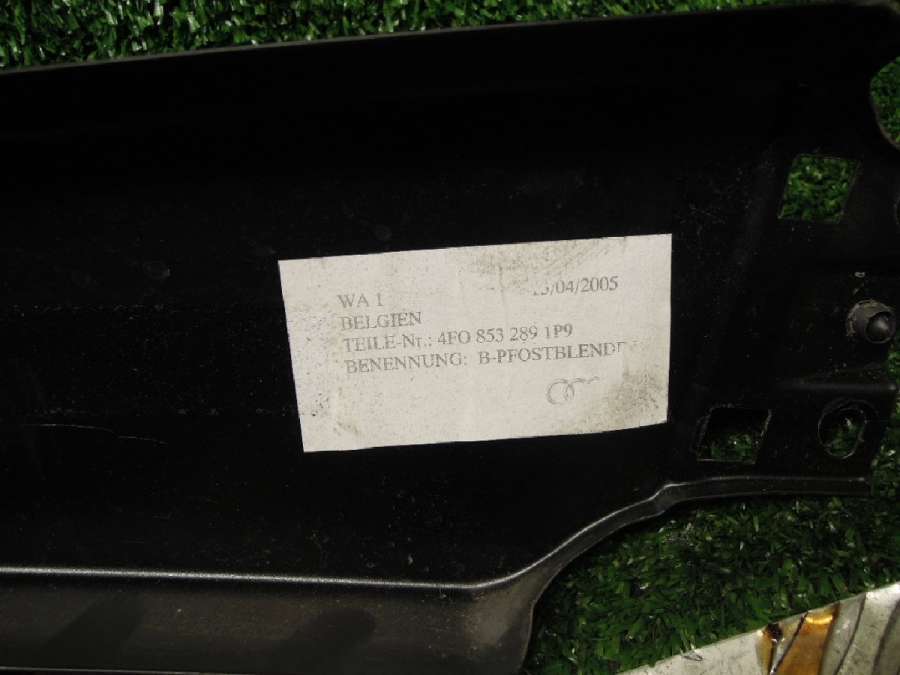 WA 1
BELGIEN
TEILE-Nr.: 4FO 853 289 1P9
BENENNUNG: B-PFOSTBLENDE
/04/2005